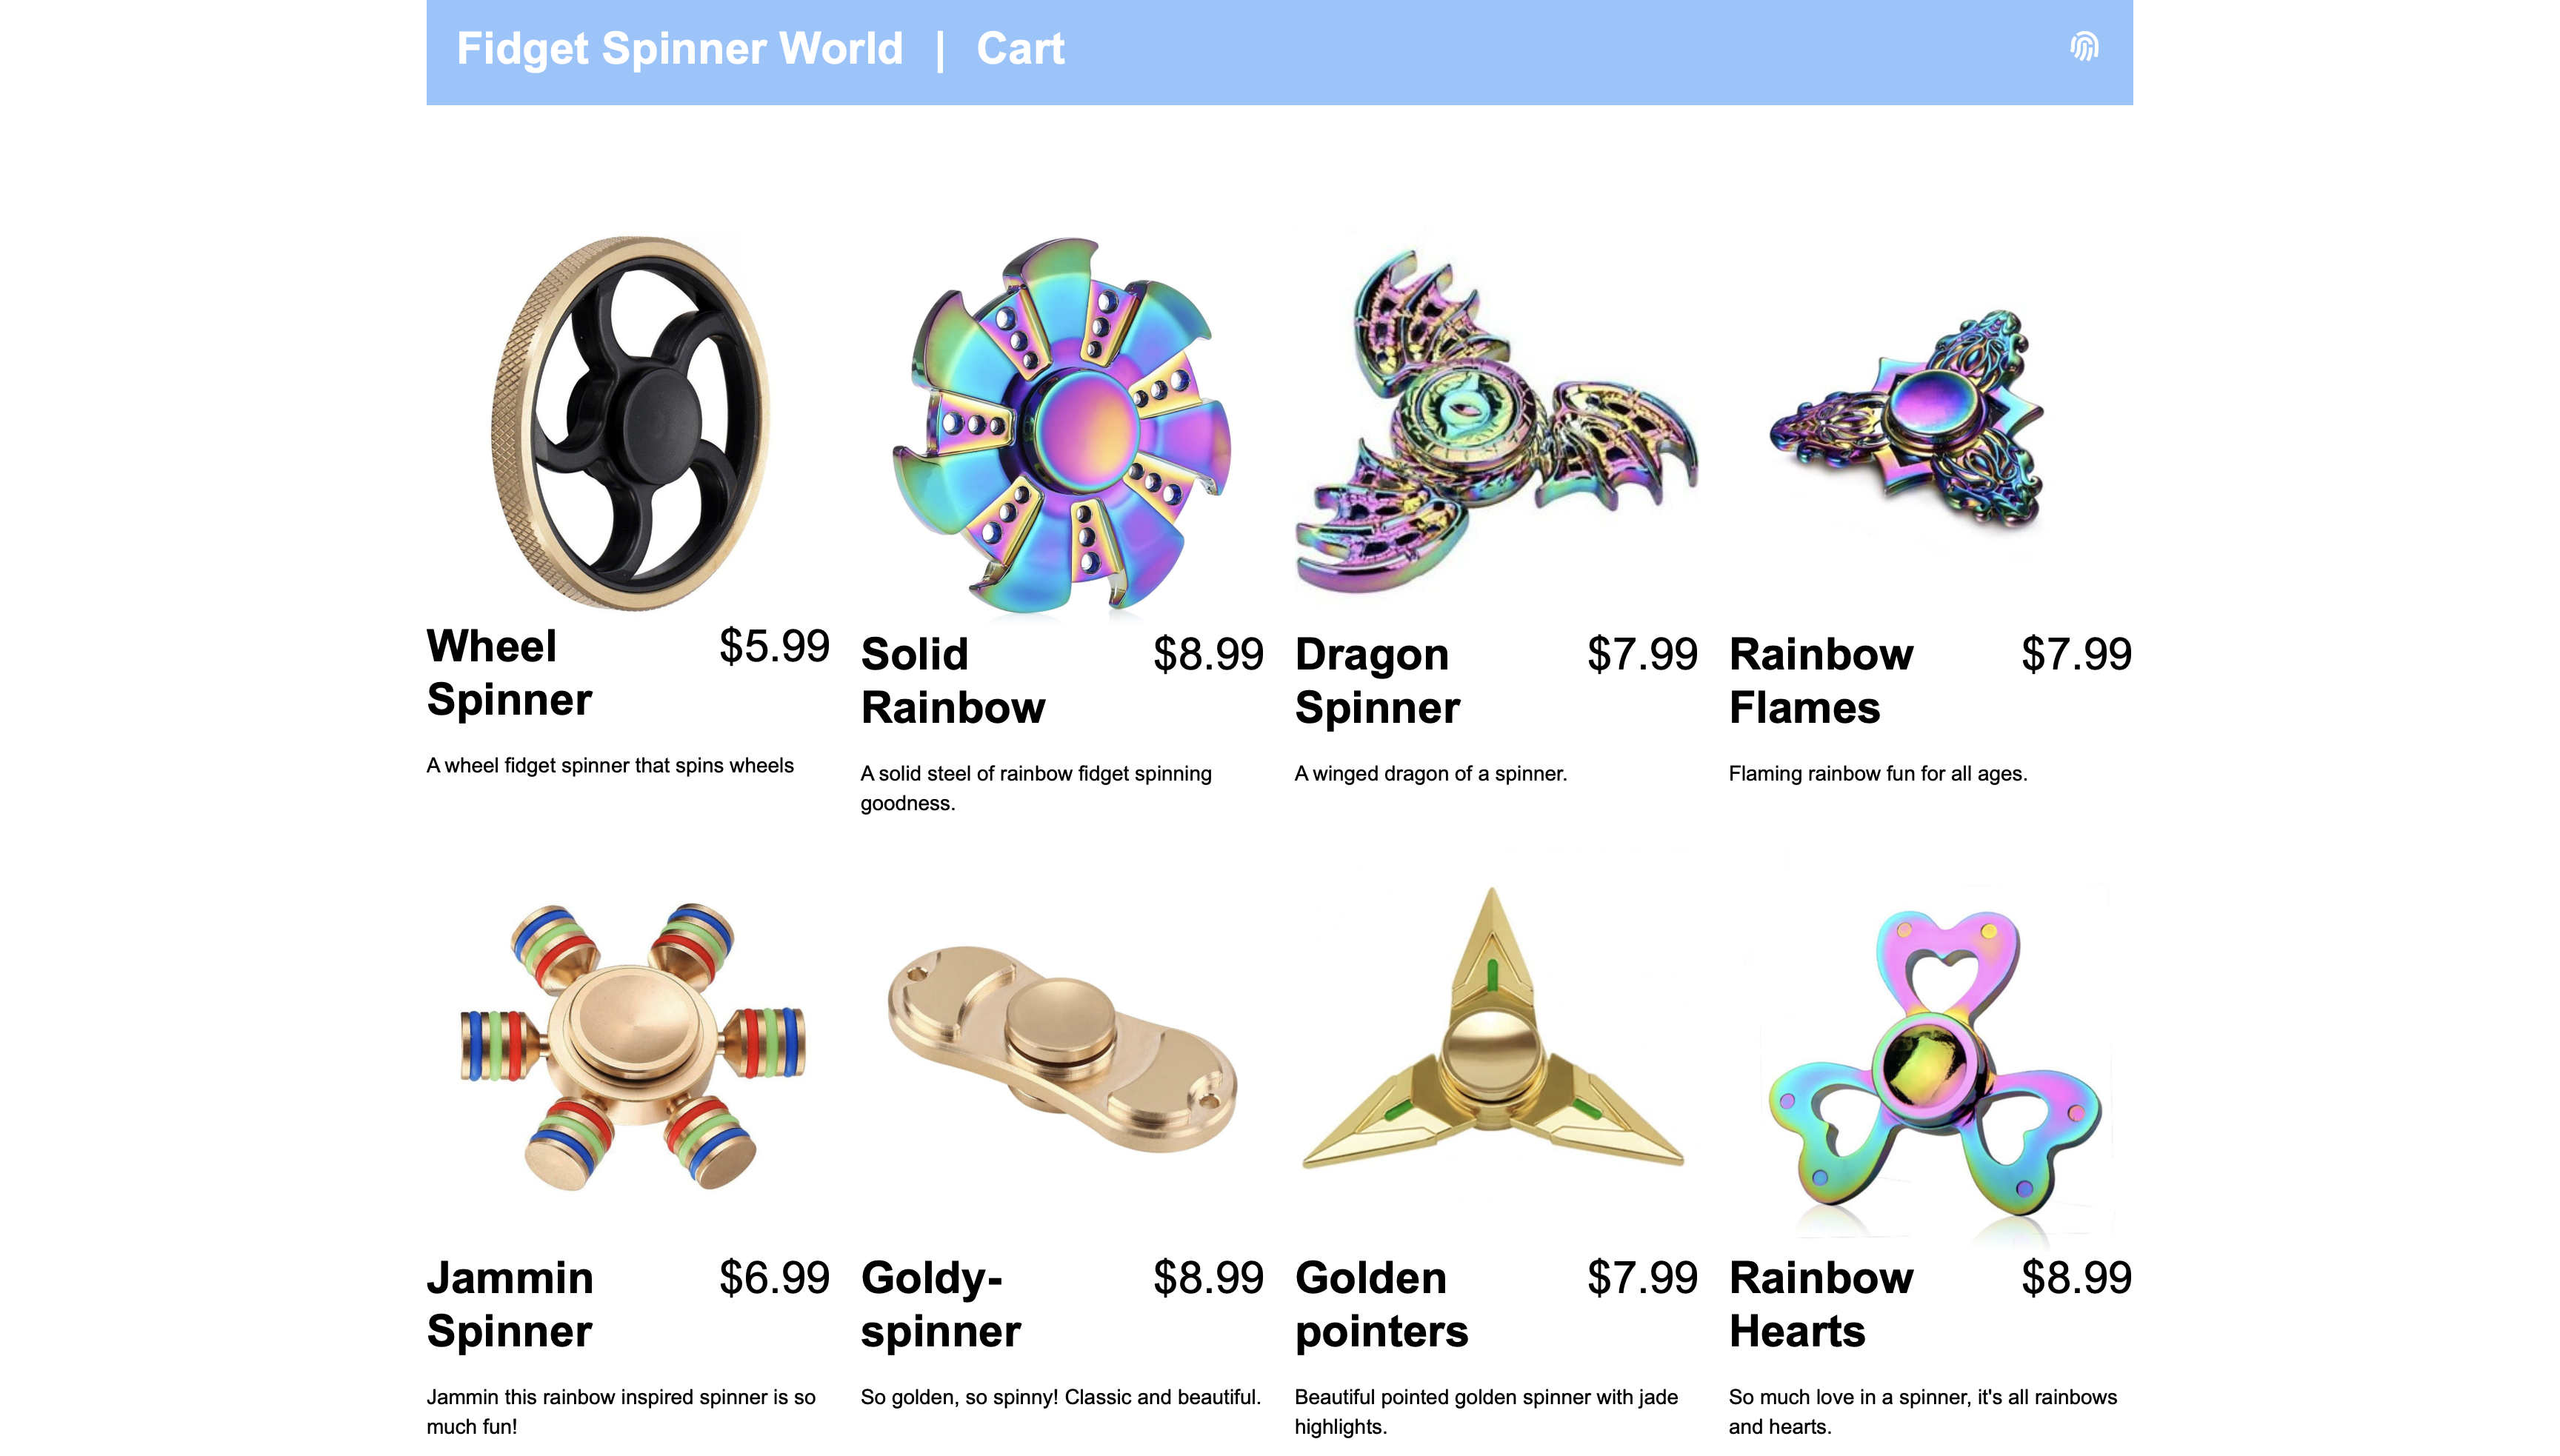 Fidget Spinner World | Cart
Wheel
Spinner
$5.99
A wheel fidget spinner that spins wheels
Solid
Rainbow
$8.99
A solid steel of rainbow fidget spinning
goodness.
Dragon
Spinner
$7.99
A winged dragon of a spinner.
Rainbow
Flames
$7.99
Flaming rainbow fun for all ages.
Jammin
Spinner
$6.99
Jammin this rainbow inspired spinner is so
much fun!
Goldy-
spinner
$8.99
So golden, so spinny! Classic and beautiful.
Golden
pointers
$7.99
Beautiful pointed golden spinner with jade
highlights.
Rainbow
Hearts
$8.99
So much love in a spinner, it's all rainbows
and hearts.